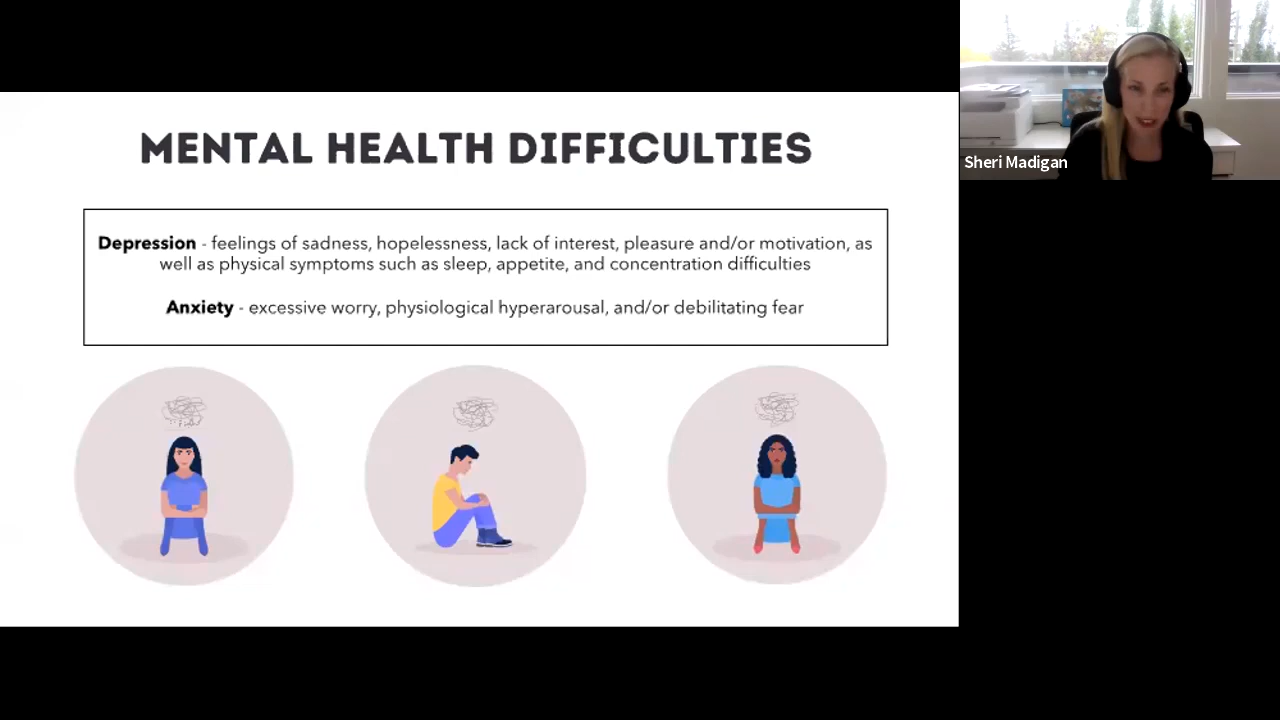 MENTAL HEALTH DIFFICULTIES
Depression - feelings of sadness, hopelessness, lack of interest, pleasure and/or motivation, as
well as physical symptoms such as sleep, appetite, and concentration difficulties
Anxiety - excessive worry, physiological hyperarousal, and/or debilitating fear
Sheri Madigan